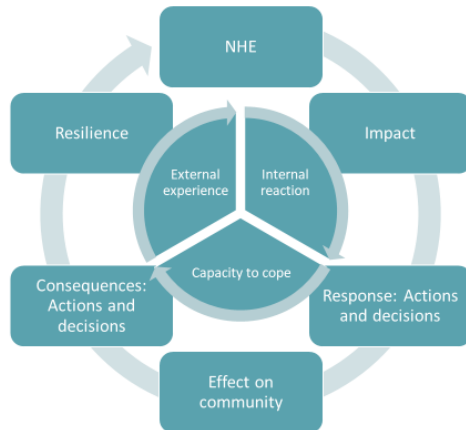 NHE
Impact
Response: Actions
and decisions
Effect on
community
Consequences:
Actions and
decisions
Resilience
External
experience
Internal
reaction
Capacity to cope